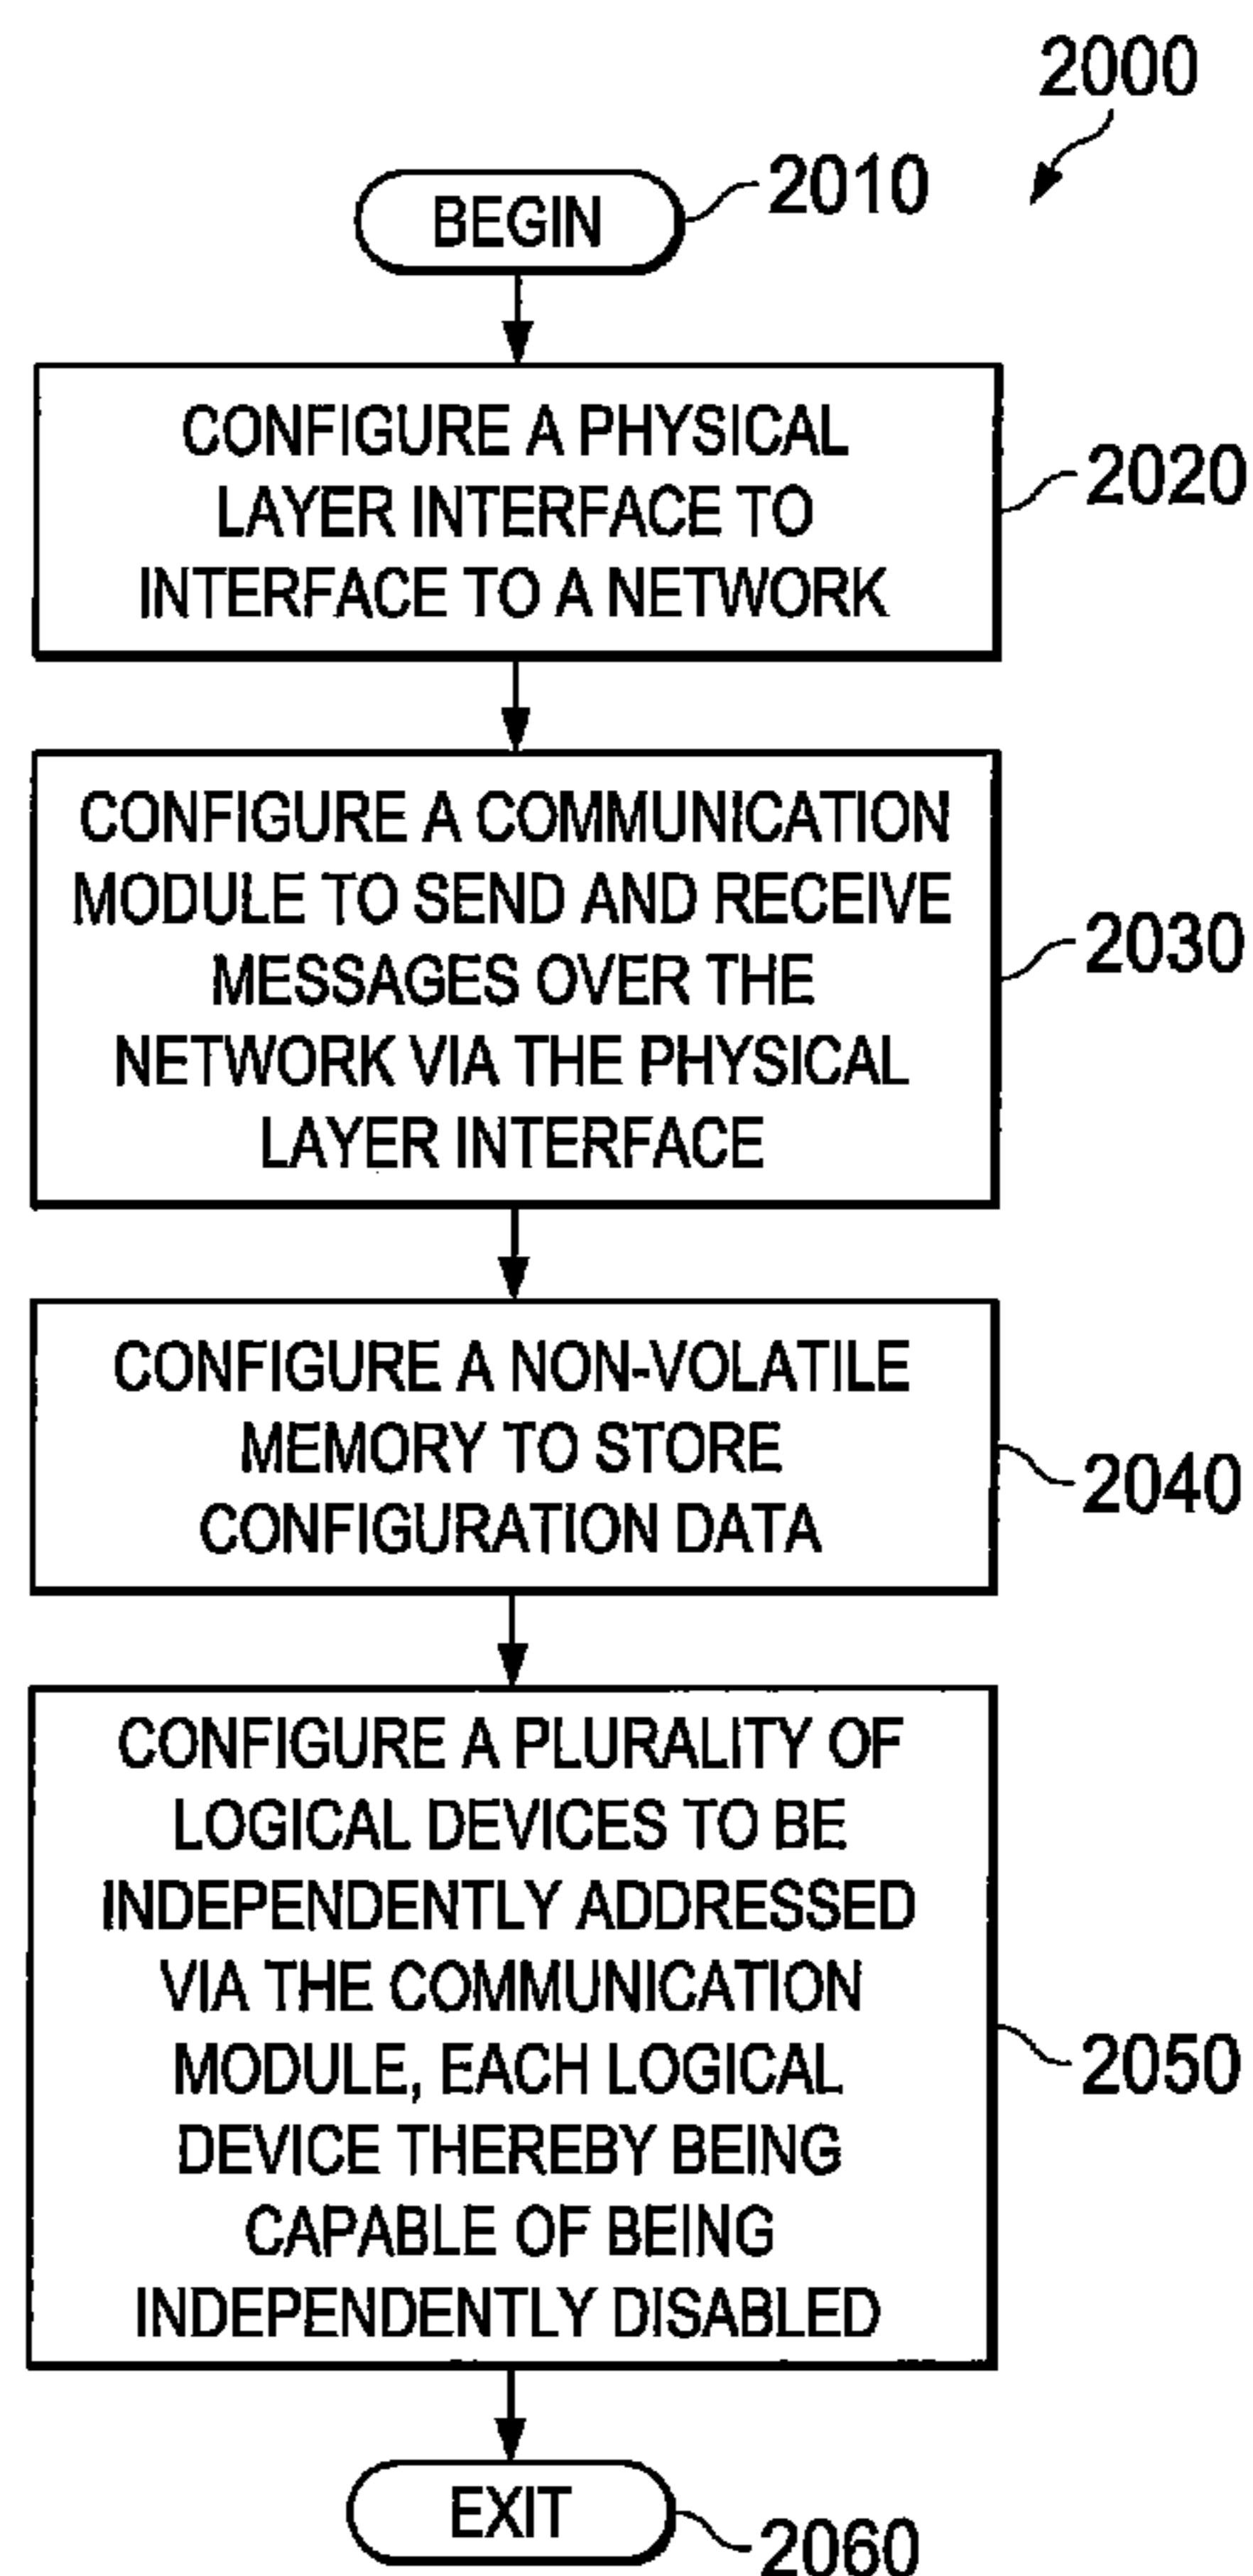 2000
BEGIN
2010
CONFIGURE A PHYSICAL
LAYER INTERFACE TO
INTERFACE TO A NETWORK
2020
CONFIGURE A COMMUNICATION
MODULE TO SEND AND RECEIVE
MESSAGES OVER THE
NETWORK VIA THE PHYSICAL
LAYER INTERFACE
2030
CONFIGURE A NON-VOLATILE
MEMORY TO STORE
CONFIGURATION DATA
2040
CONFIGURE A PLURALITY OF
LOGICAL DEVICES TO BE
INDEPENDENTLY ADDRESSED
VIA THE COMMUNICATION
MODULE, EACH LOGICAL
DEVICE THEREBY BEING
CAPABLE OF BEING
INDEPENDENTLY DISABLED
2050
EXIT
2060